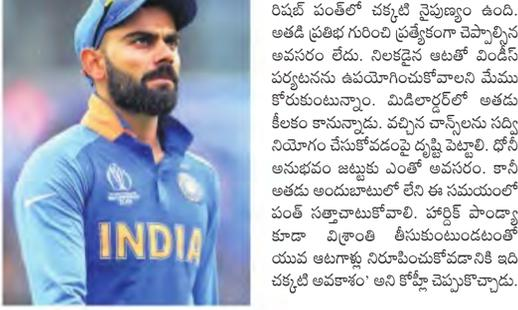 INDIA
రిషబ్ పంత్‌లో చక్కటి నైపుణ్యం ఉంది.
అతడి ప్రతిభ గురించి ప్రత్యేకంగా చెప్పాల్సిన
అవసరం లేదు. నిలకడైన ఆటతో విండీస్
పర్యటనను ఉపయోగించుకోవాలని మేము
కోరుకుంటున్నాం. మిడిలార్డర్‌లో అతడు
కీలకం కానున్నాడు. వచ్చిన చాన్స్‌లను సద్వి
నియోగం చేసుకోవడంపై దృష్టి పెట్టాలి. ధోనీ
అనుభవం జట్టుకు ఎంతో అవసరం. కానీ
అతడు అందుబాటులో లేని ఈ సమయంలో
పంత్ సత్తాచాటుకోవాలి. హార్దిక్ పాండ్యా
కూడా విశ్రాంతి తీసుకుంటుండటంతో
యువ ఆటగాళ్లు నిరూపించుకోవడానికి ఇది
చక్కటి అవకాశం' అని కోహ్లీ చెప్పుకొచ్చాడు.